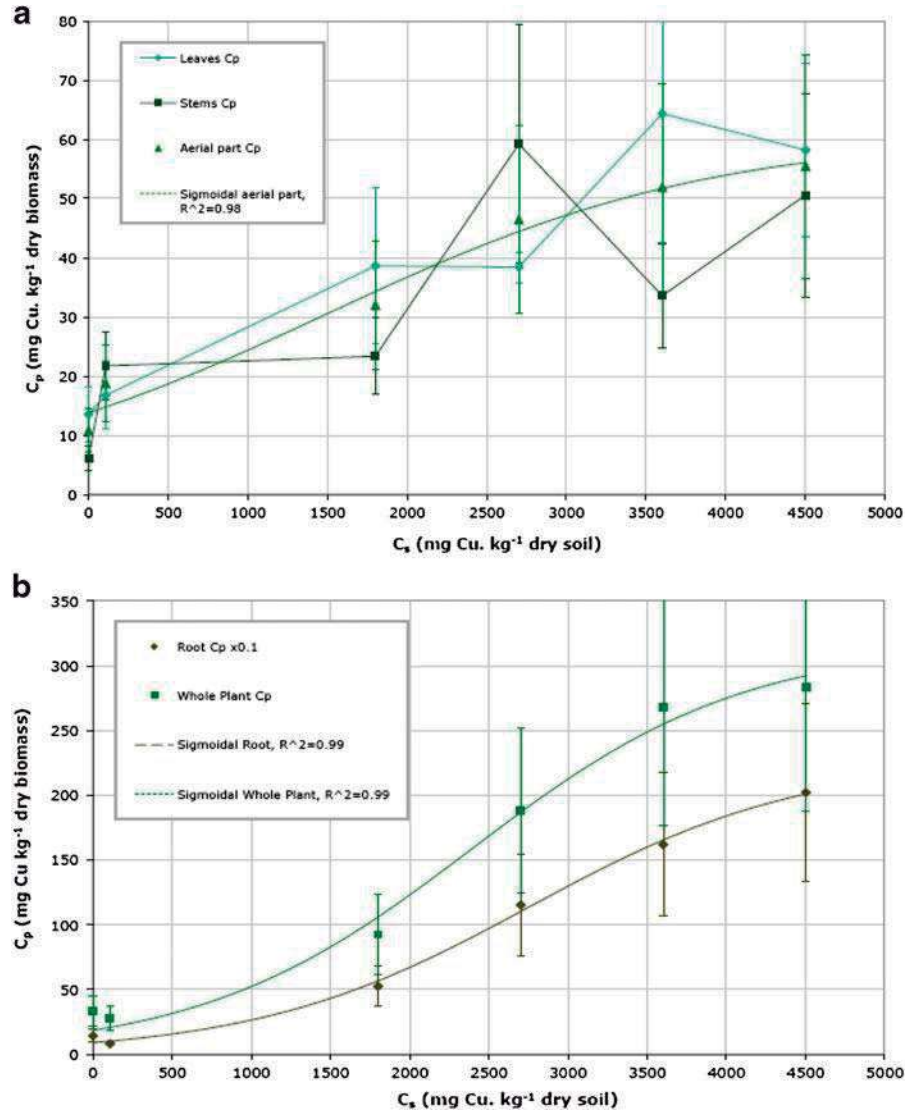 a
80
70
60
50
40
30
20
10
0
Cₚ (mg Cu. kg⁻¹ dry biomass)
Leaves Cp
Stems Cp
Aerial part Cp
Sigmoidal aerial part,
R^2=0.98
0 500 1000 1500 2000 2500 3000 3500 4000 4500 5000
Cₛ (mg Cu. kg⁻¹ dry soil)
b
350
300
250
200
150
100
50
0
Cₚ (mg Cu kg⁻¹ dry biomass)
Root Cp x0.1
Whole Plant Cp
Sigmoidal Root, R^2=0.99
Sigmoidal Whole Plant, R^2=0.99
0 500 1000 1500 2000 2500 3000 3500 4000 4500 5000
Cₛ (mg Cu. kg⁻¹ dry soil)